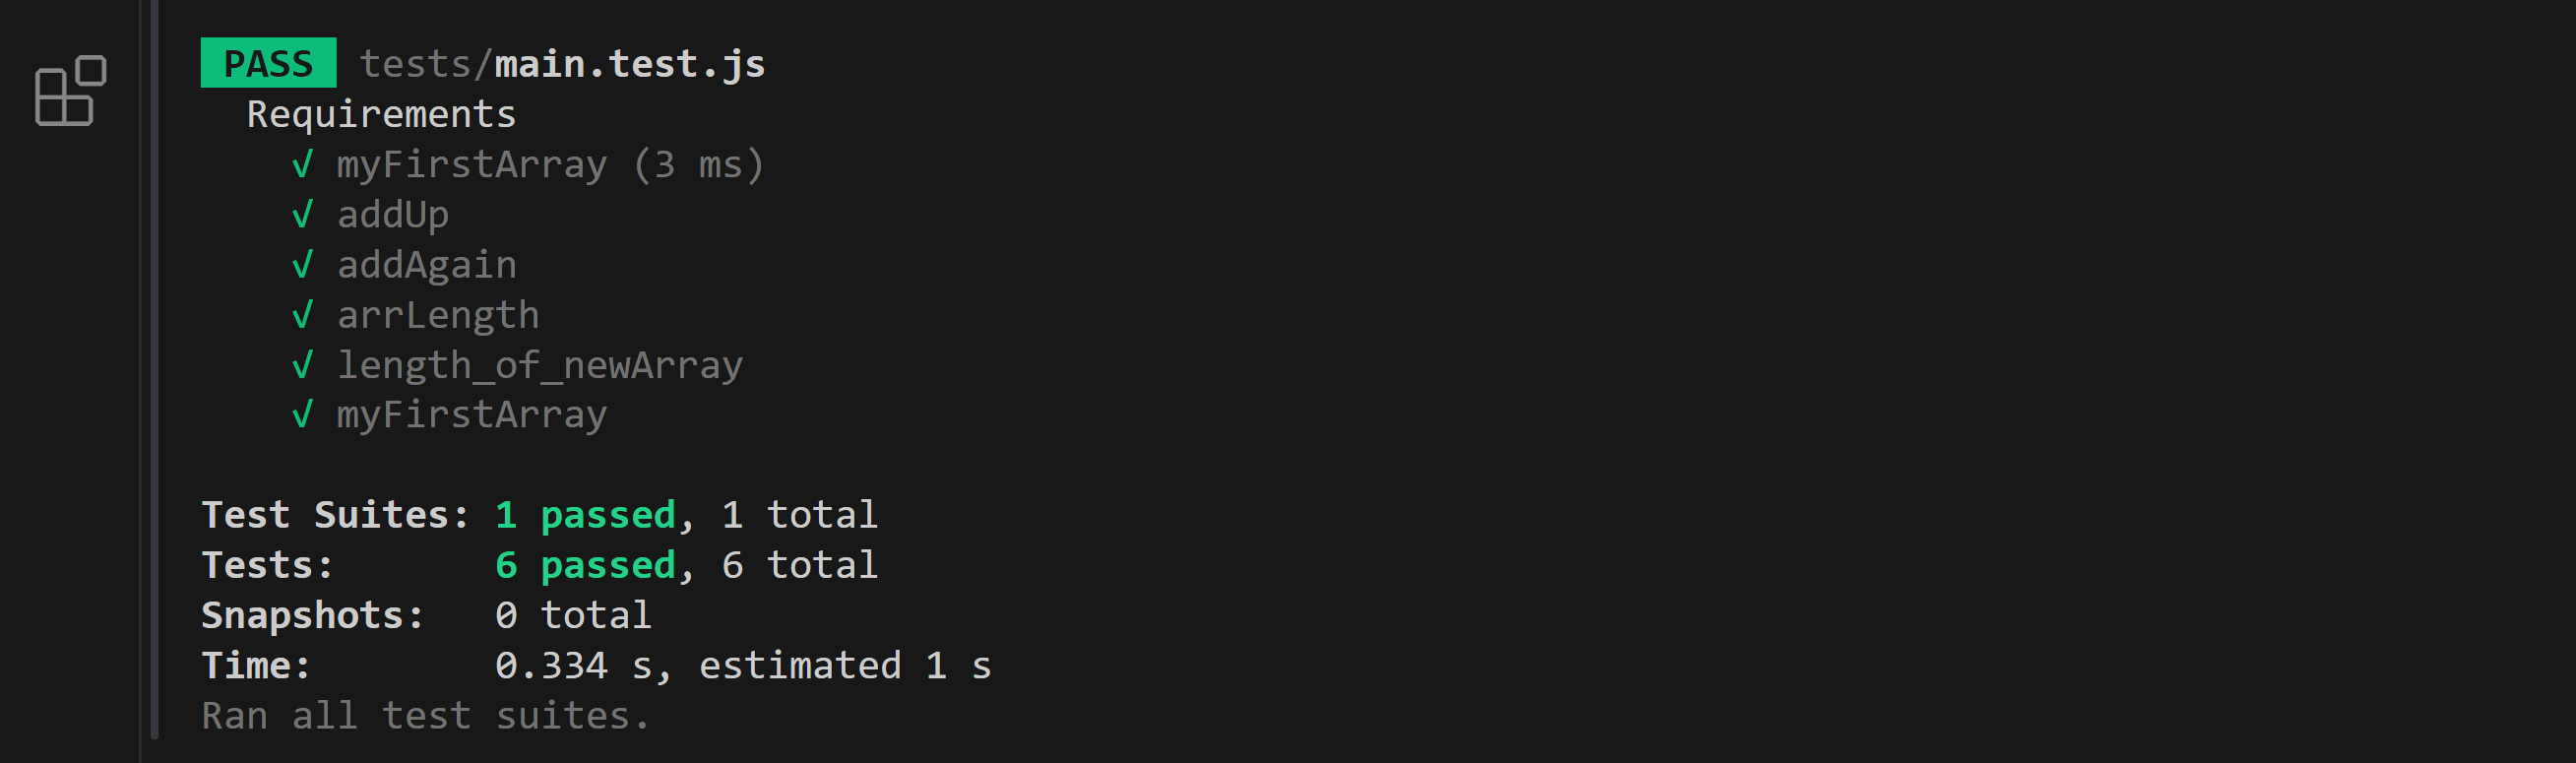 PASS tests/main.test.js
Requirements
√ myFirstArray (3 ms)
√ addUp
√ addAgain
√ arrLength
√ length_of_newArray
√ myFirstArray
Test Suites: 1 passed, 1 total
Tests: 6 passed, 6 total
Snapshots: 0 total
Time: 0.334 s, estimated 1 s
Ran all test suites.